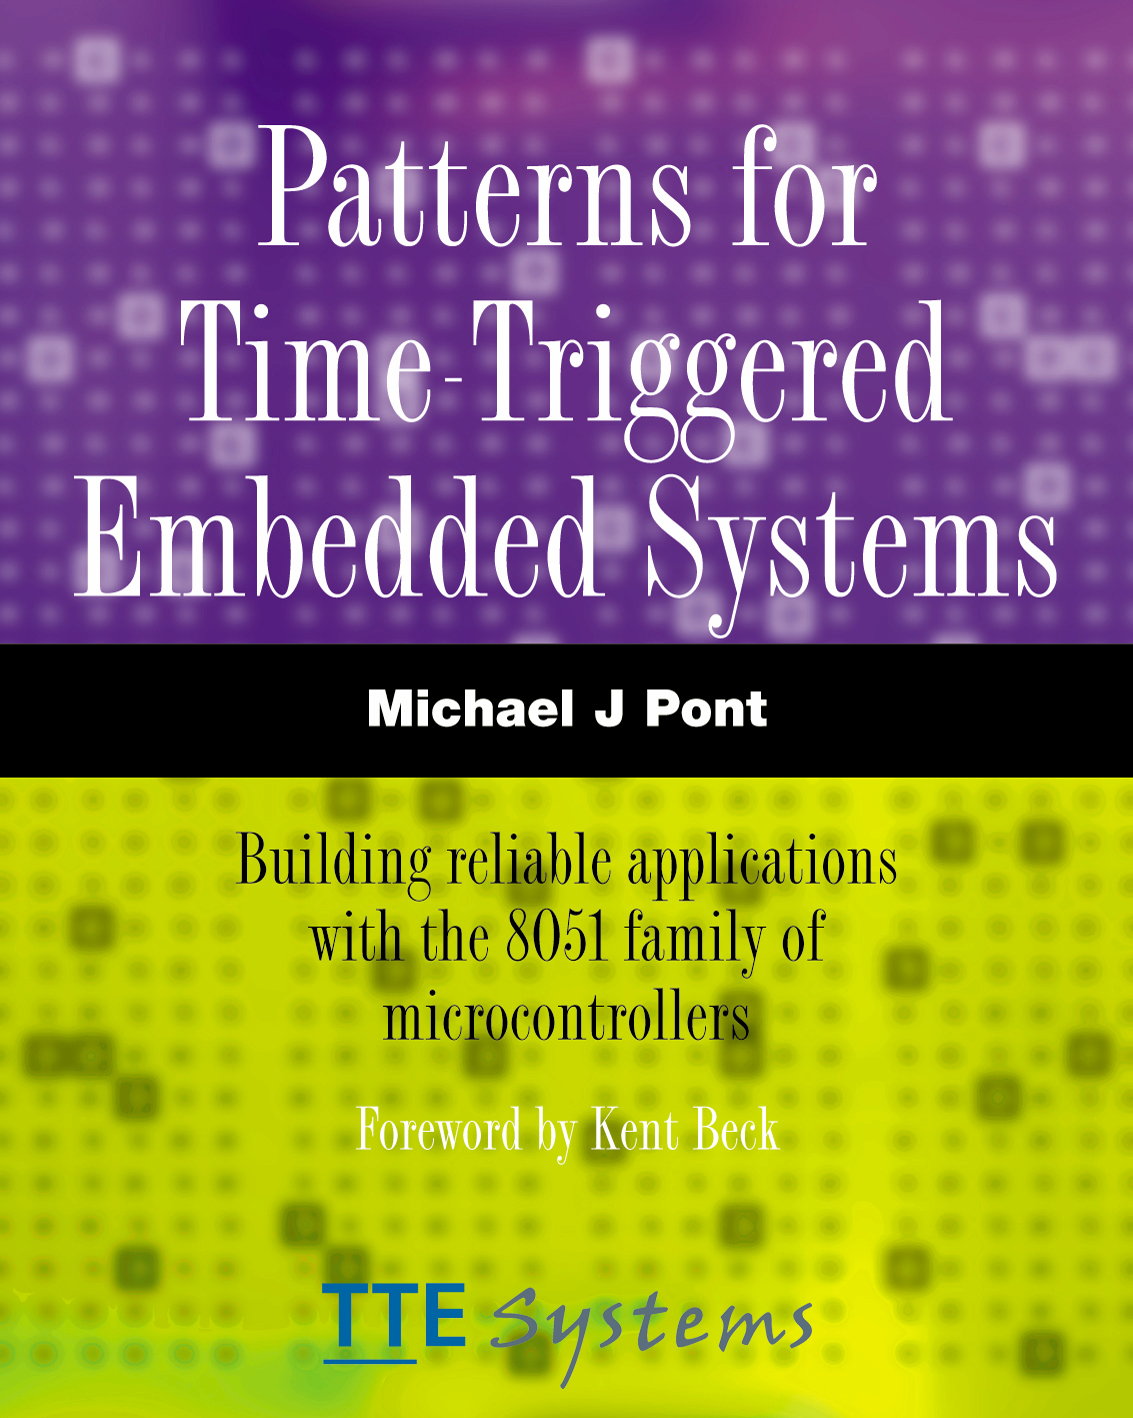 Patterns for
Time-Triggered
Embedded Systems
Michael J Pont
Building reliable applications
with the 8051 family of
microcontrollers
Foreword by Kent Beck
TTE Systems